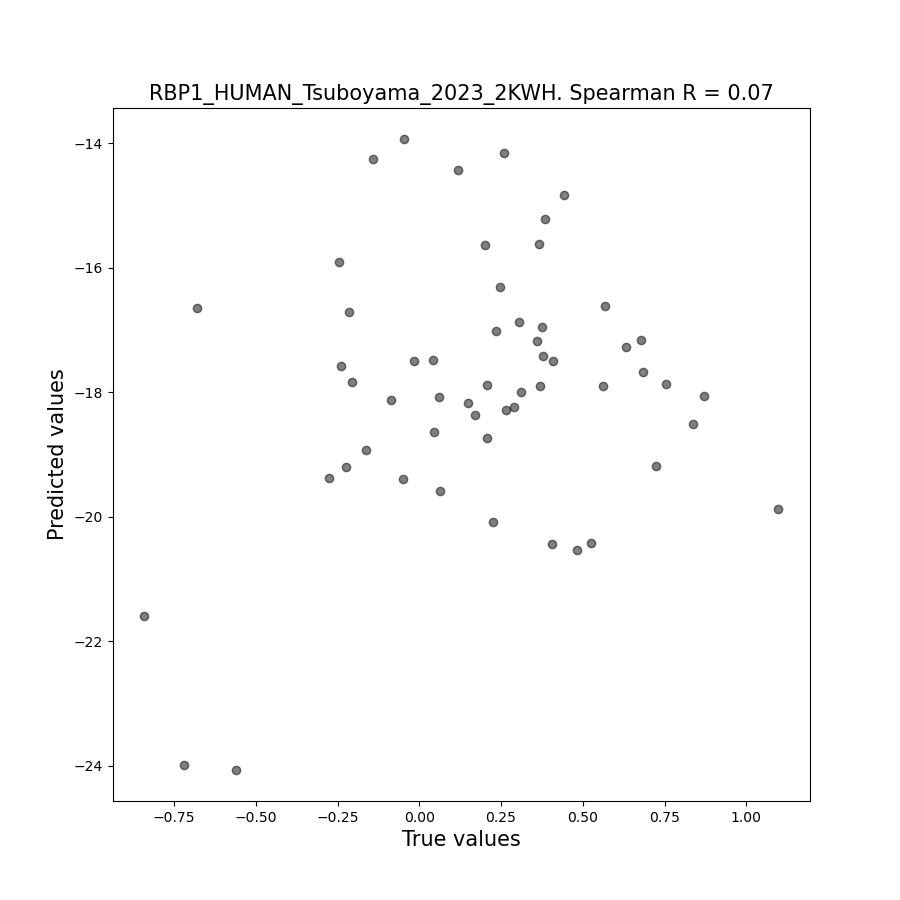 RBP1_HUMAN_Tsuboyama_2023_2KWH. Spearman R = 0.07
−14
−16
−18
−20
−22
−24
Predicted values
−0.75 −0.50 −0.25 0.00 0.25 0.50 0.75 1.00
True values